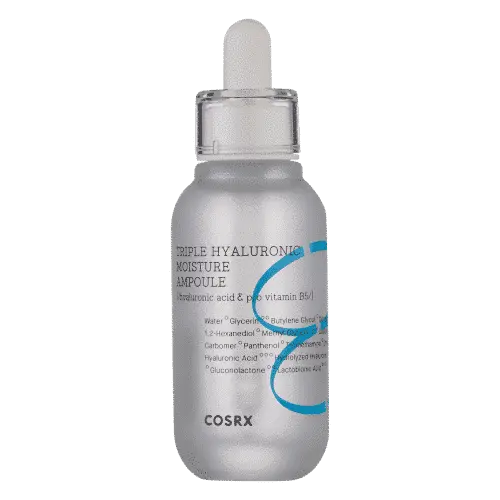 TRIPLE HYALURONIC
MOISTURE
AMPOULE
[hyaluronic acid & pro vitamin B5]
Water Glycerin Butylene Glycol
1,2-Hexanediol
Carbomer Panthenol
Hyaluronic Acid Hydrolyzed
Gluconolactone Lactobionic Acid
COSRX